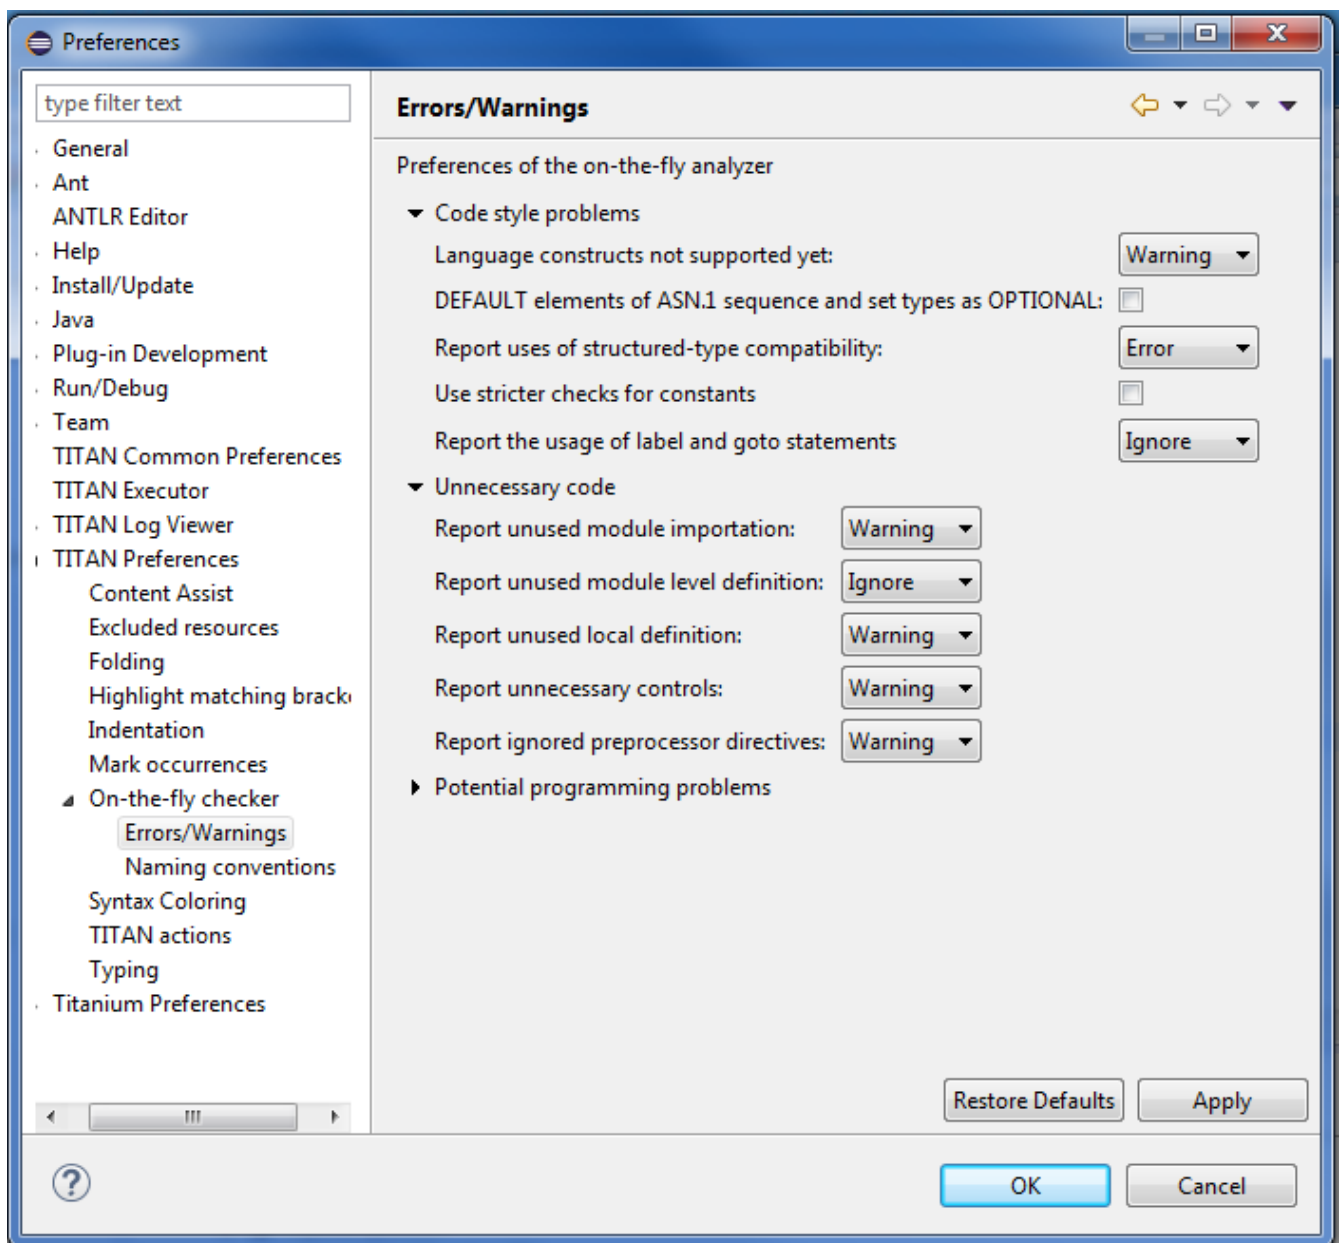 Preferences
type filter text
General
Ant
ANTLR Editor
Help
Install/Update
Java
Plug-in Development
Run/Debug
Team
TITAN Common Preferences
TITAN Executor
TITAN Log Viewer
TITAN Preferences
Content Assist
Excluded resources
Folding
Highlight matching brack
Indentation
Mark occurrences
On-the-fly checker
Errors/Warnings
Naming conventions
Syntax Coloring
TITAN actions
Typing
Titanium Preferences
Errors/Warnings
Preferences of the on-the-fly analyzer
Code style problems
Language constructs not supported yet: Warning
DEFAULT elements of ASN.1 sequence and set types as OPTIONAL:
Report uses of structured-type compatibility: Error
Use stricter checks for constants
Report the usage of label and goto statements Ignore
Unnecessary code
Report unused module importation: Warning
Report unused module level definition: Ignore
Report unused local definition: Warning
Report unnecessary controls: Warning
Report ignored preprocessor directives: Warning
Potential programming problems
Restore Defaults Apply
OK Cancel